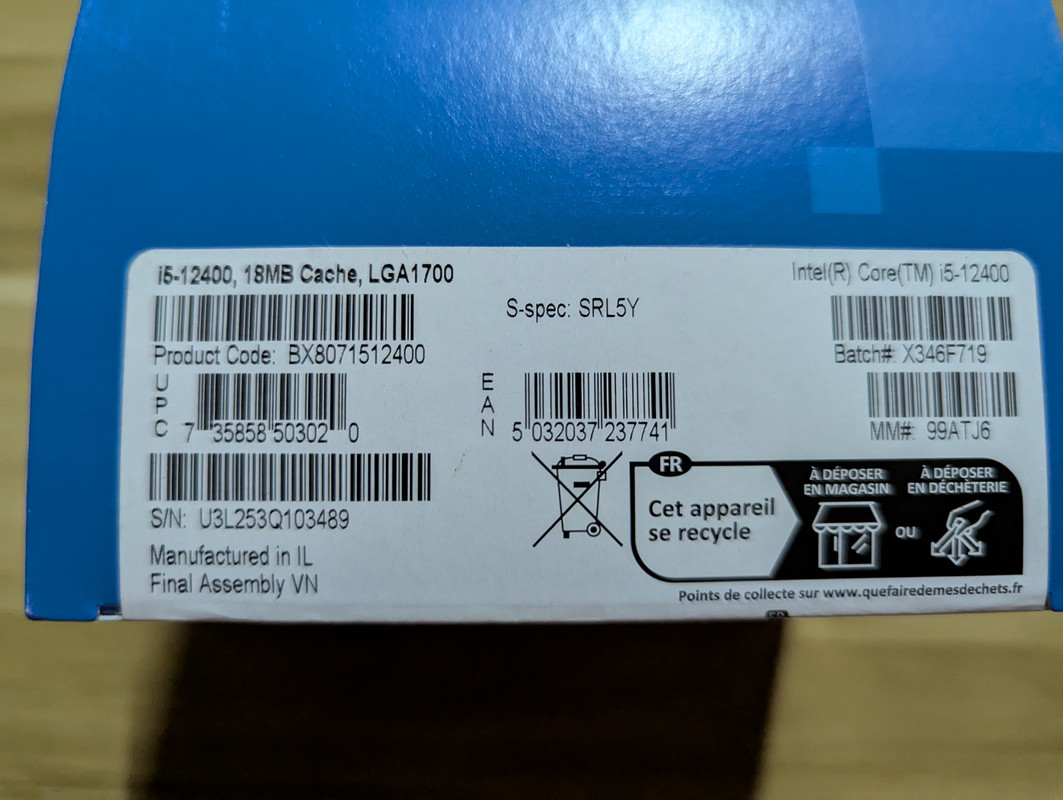 i5-12400, 18MB Cache, LGA1700
Intel(R) Core(TM) i5-12400
S-spec: SRL5Y
Product Code: BX8071512400
Batch#: X346F719
UPC
7 35858 50302 0
EAN
5 032037 237741
MM#: 99ATJ6
S/N: U3L253Q103489
Manufactured in IL
Final Assembly VN
FR
Cet appareil
se recycle
À DÉPOSER
EN MAGASIN
OU
À DÉPOSER
EN DÉCHÈTERIE
Points de collecte sur www.quefairedemesdechets.fr